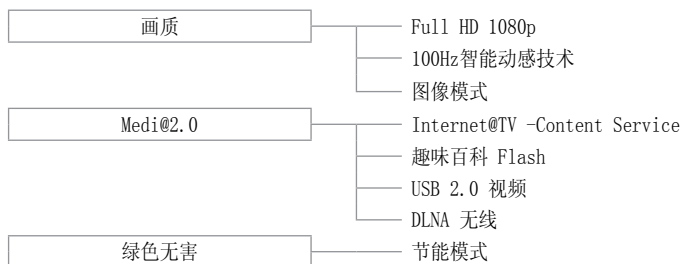 画质
Full HD 1080p
100Hz智能动感技术
图像模式
Medi@2.0
Internet@TV -Content Service
趣味百科 Flash
USB 2.0 视频
DLNA 无线
绿色无害
节能模式